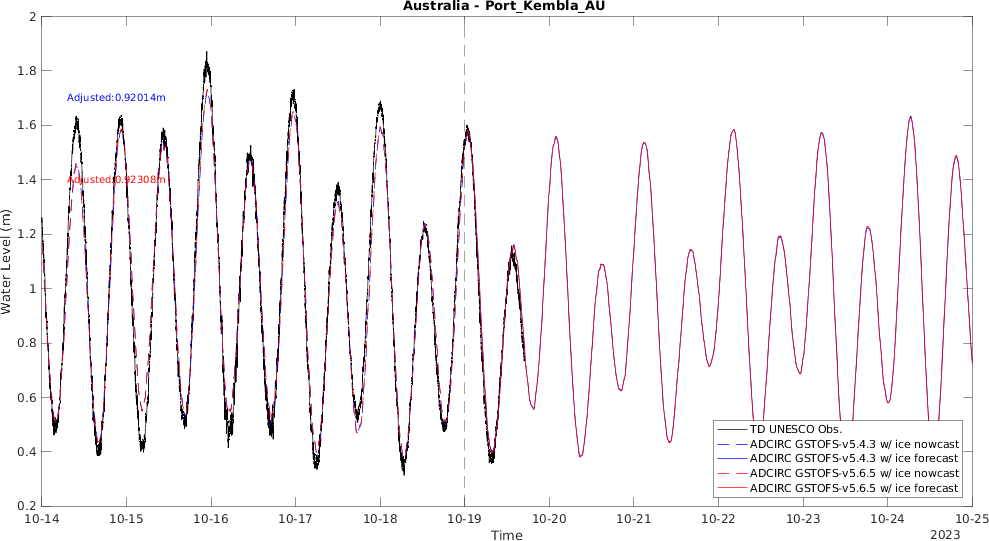 Australia - Port_Kembla_AU
2
1.8
1.6
1.4
1.2
1
0.8
0.6
0.4
0.2
Water Level (m)
Adjusted:0.92014m
Adjusted:0.92308m
TD UNESCO Obs.
ADCIRC GSTOFS-v5.4.3 w/ ice nowcast
ADCIRC GSTOFS-v5.4.3 w/ ice forecast
ADCIRC GSTOFS-v5.6.5 w/ ice nowcast
ADCIRC GSTOFS-v5.6.5 w/ ice forecast
10-14 10-15 10-16 10-17 10-18 10-19 10-20 10-21 10-22 10-23 10-24 10-25
Time
2023